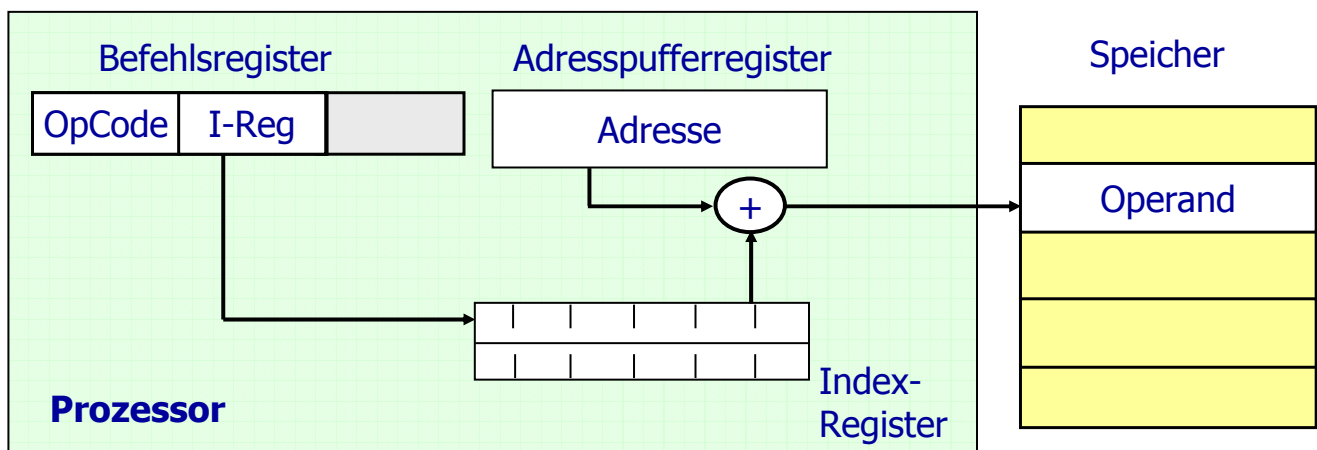 Befehlsregister
Adresspufferregister
Speicher
OpCode
I-Reg
Adresse
Operand
+
Index-
Register
Prozessor